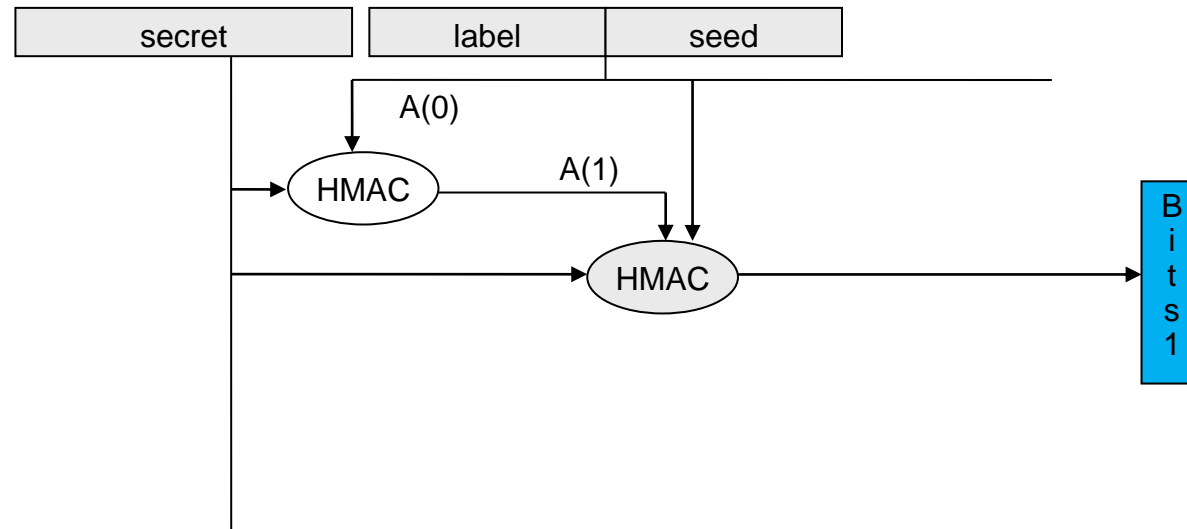 secret
label
seed
A(0)
HMAC
A(1)
HMAC
B
i
t
s
1